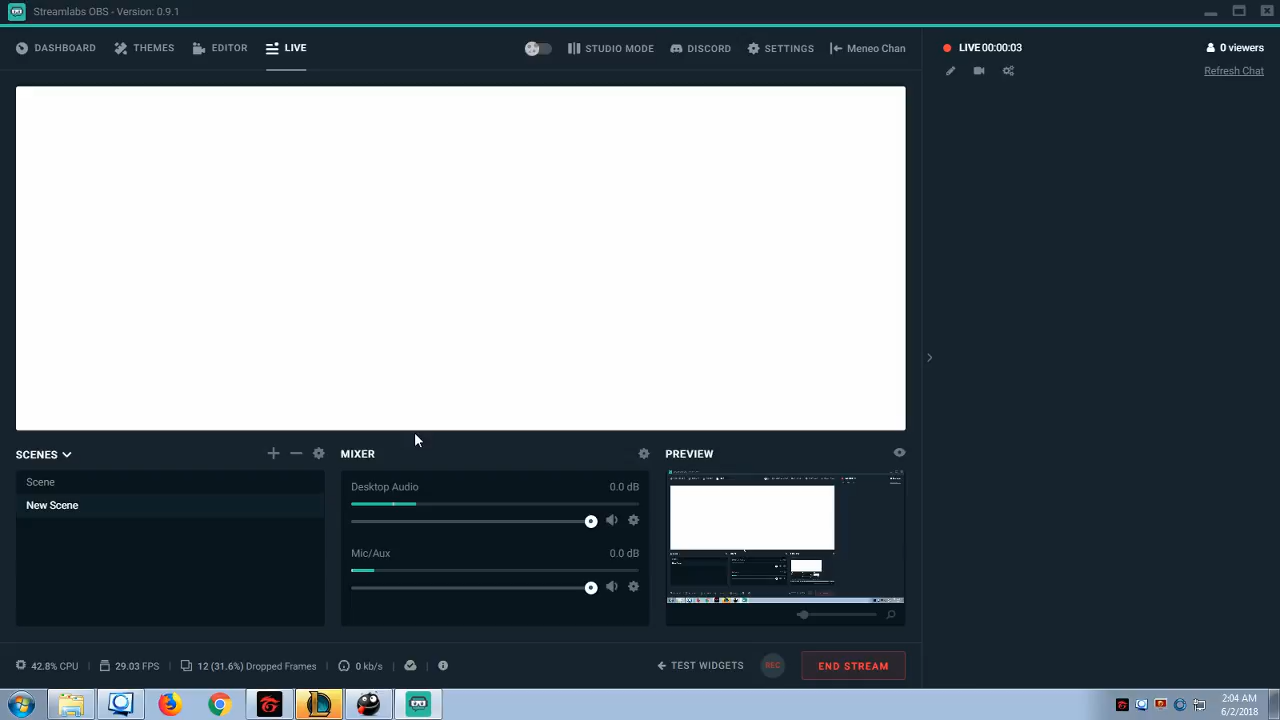 Streamlabs OBS - Version: 0.9.1
DASHBOARD THEMES EDITOR LIVE STUDIO MODE DISCORD SETTINGS Meneo Chan
LIVE 00:00:03 0 viewers
Refresh Chat
SCENES MIXER PREVIEW
Scene
New Scene
Desktop Audio 0.0 dB
Mic/Aux 0.0 dB
42.8% CPU 29.03 FPS 12 (31.6%) Dropped Frames 0 kb/s TEST WIDGETS REC END STREAM
2:04 AM
6/2/2018